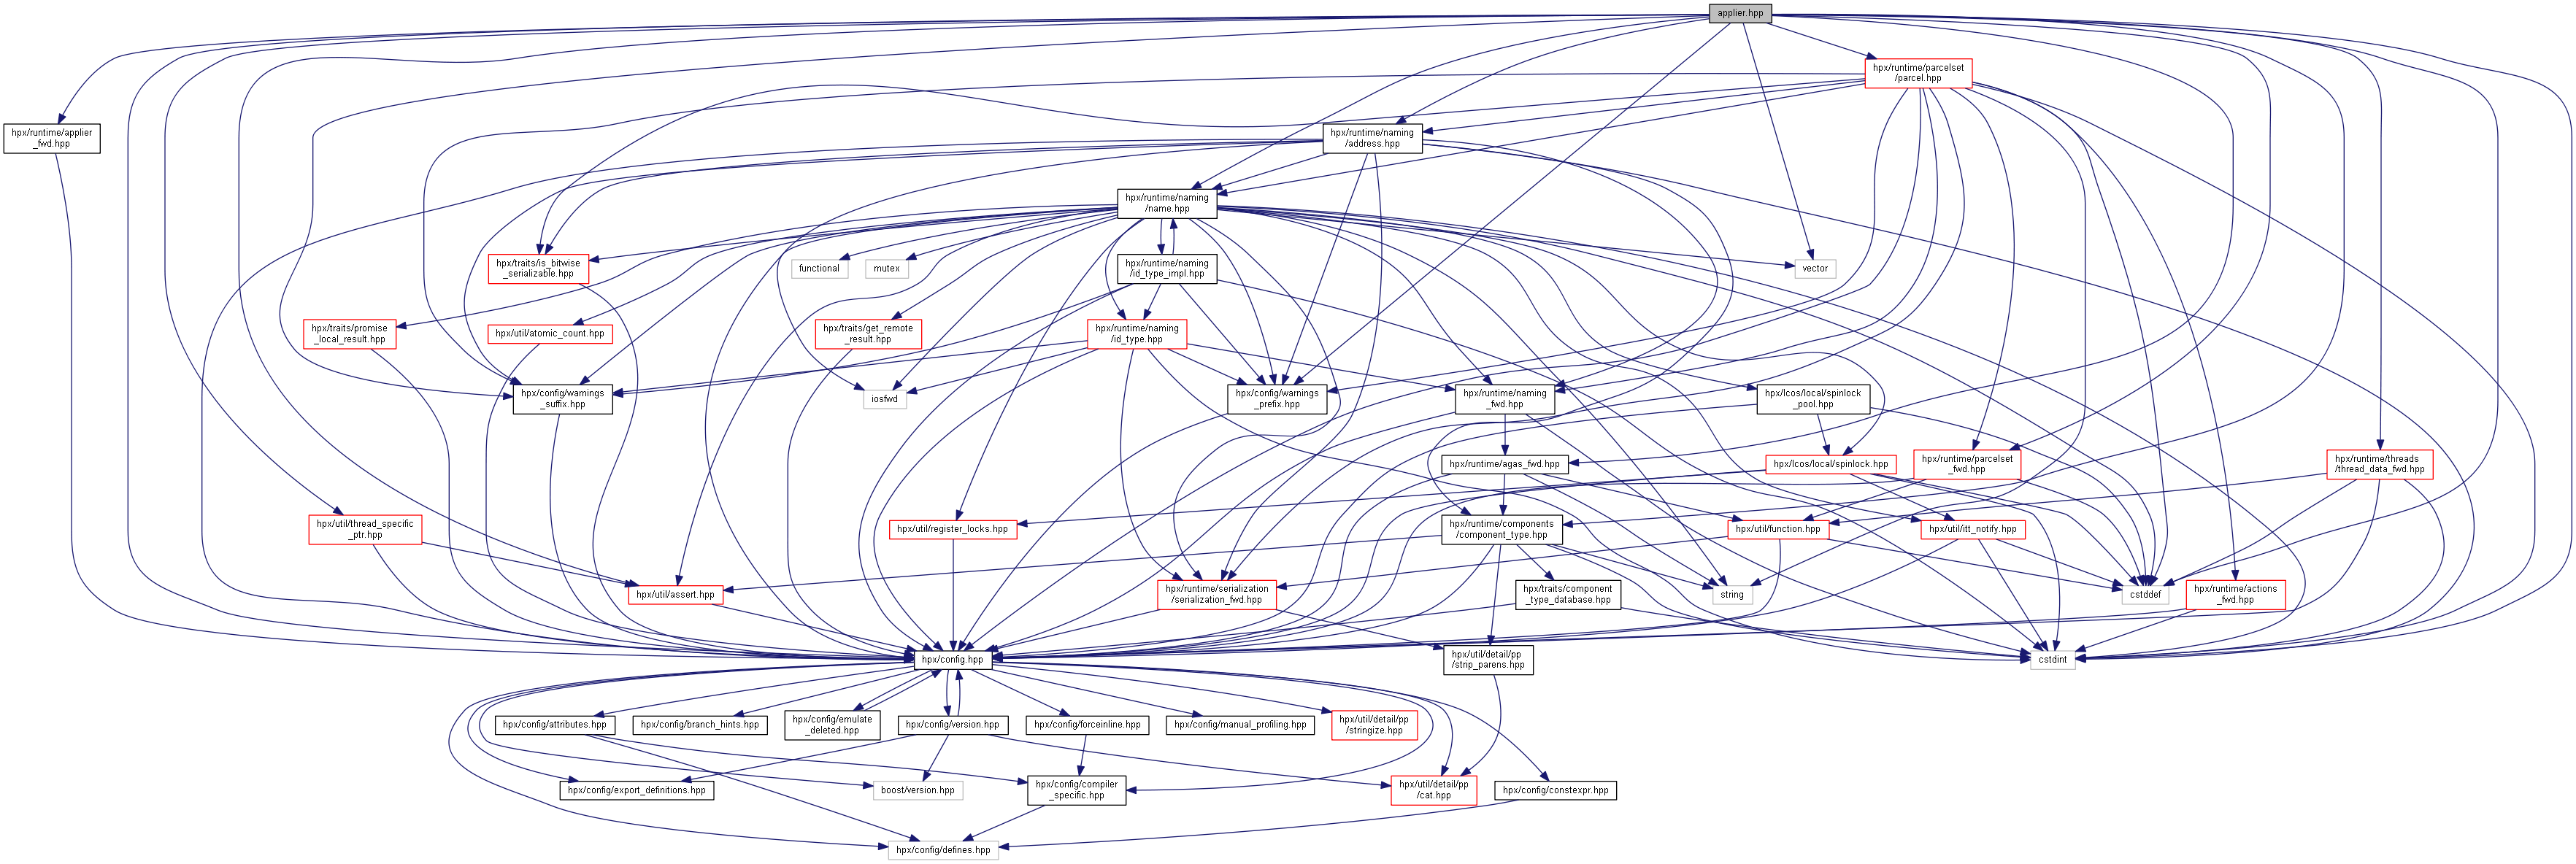 applier.hpp
hpx/runtime/parcelset
/parcel.hpp
hpx/runtime/applier
_fwd.hpp
hpx/runtime/naming
/address.hpp
hpx/runtime/naming
/name.hpp
hpx/traits/is_bitwise
_serializable.hpp
functional
mutex
hpx/runtime/naming
/id_type_impl.hpp
vector
hpx/traits/promise
_local_result.hpp
hpx/util/atomic_count.hpp
hpx/traits/get_remote
_result.hpp
hpx/runtime/naming
/id_type.hpp
hpx/config/warnings
_suffix.hpp
iosfwd
hpx/config/warnings
_prefix.hpp
hpx/runtime/naming
_fwd.hpp
hpx/lcos/local/spinlock
_pool.hpp
hpx/runtime/agas_fwd.hpp
hpx/lcos/local/spinlock.hpp
hpx/runtime/parcelset
_fwd.hpp
hpx/runtime/threads
/thread_data_fwd.hpp
hpx/util/thread_specific
_ptr.hpp
hpx/util/register_locks.hpp
hpx/runtime/components
/component_type.hpp
hpx/util/function.hpp
hpx/util/itt_notify.hpp
hpx/util/assert.hpp
hpx/runtime/serialization
/serialization_fwd.hpp
hpx/traits/component
_type_database.hpp
string
cstddef
hpx/runtime/actions
_fwd.hpp
hpx/config.hpp
hpx/util/detail/pp
/strip_parens.hpp
cstdint
hpx/config/attributes.hpp
hpx/config/branch_hints.hpp
hpx/config/emulate
_deleted.hpp
hpx/config/version.hpp
hpx/config/forceinline.hpp
hpx/config/manual_profiling.hpp
hpx/util/detail/pp
/stringize.hpp
hpx/config/export_definitions.hpp
boost/version.hpp
hpx/config/compiler
_specific.hpp
hpx/util/detail/pp
/cat.hpp
hpx/config/constexpr.hpp
hpx/config/defines.hpp